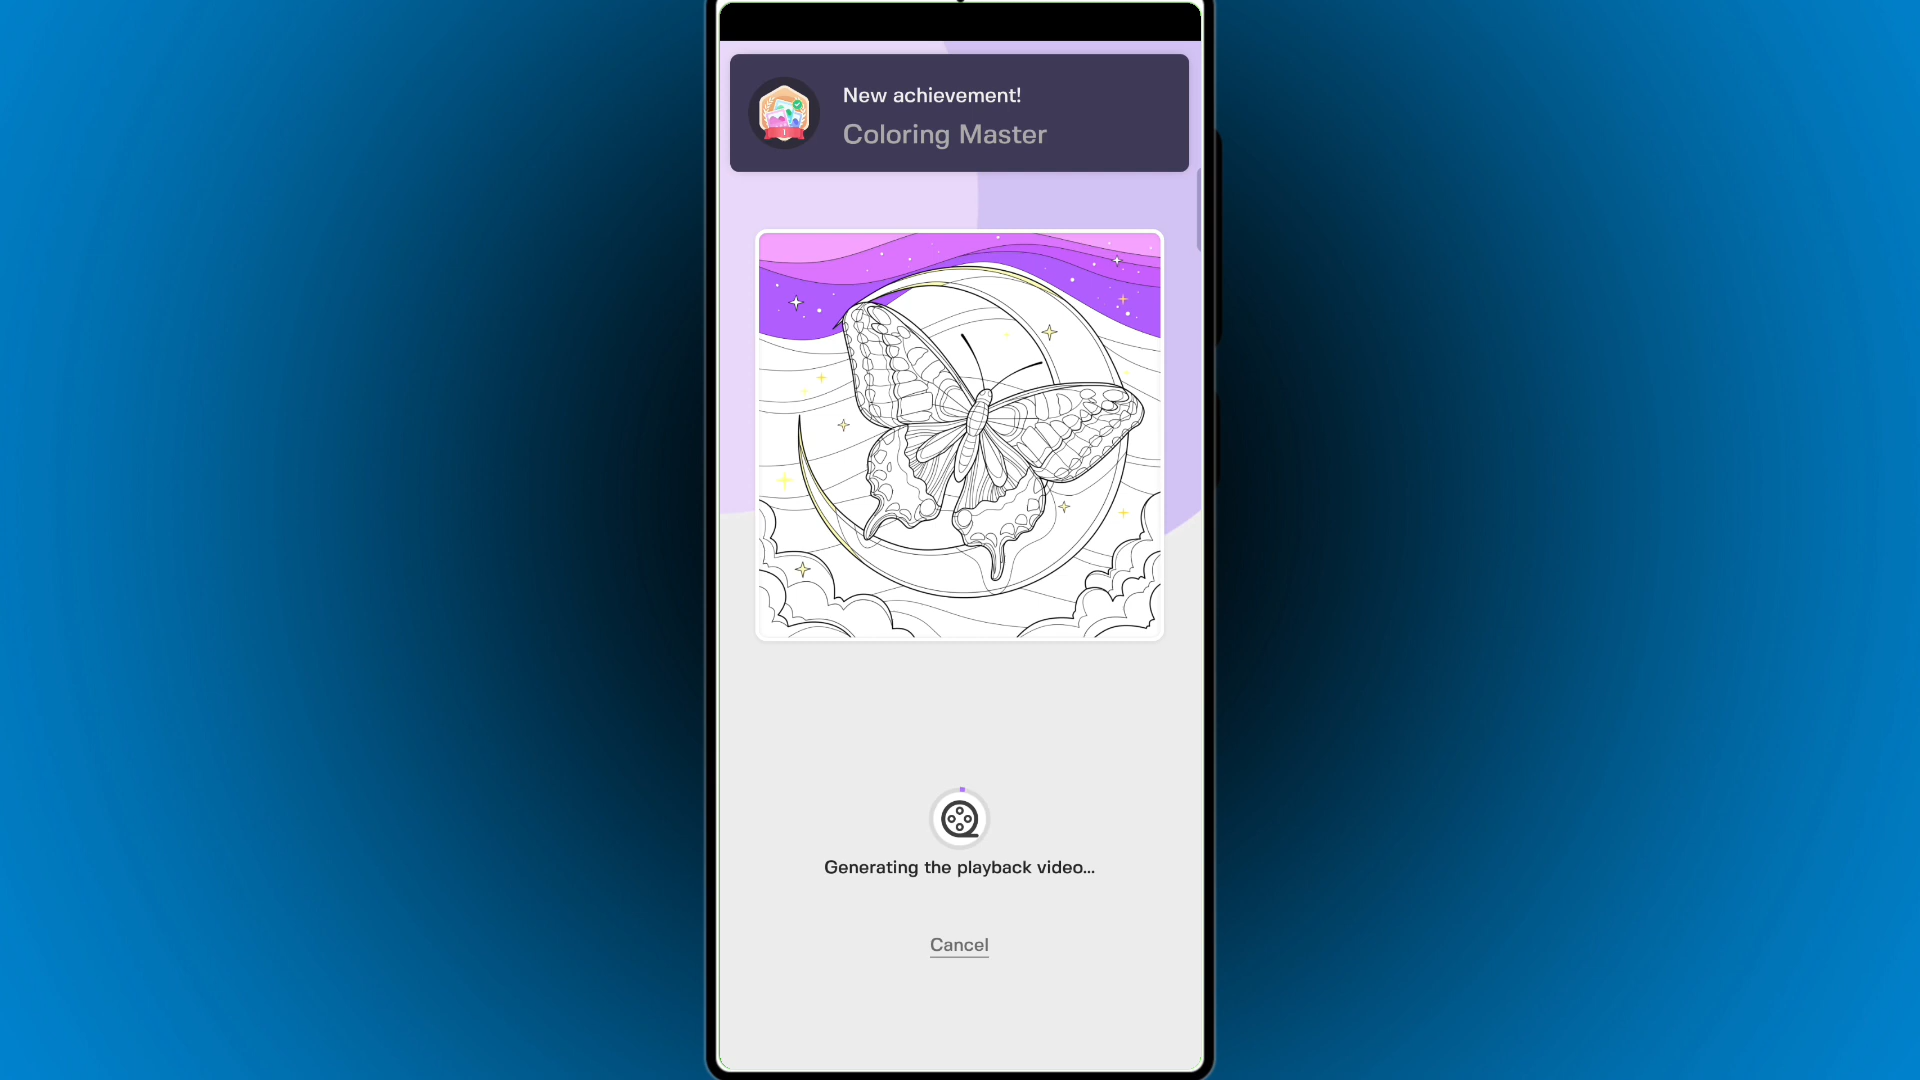 New achievement!
Coloring Master
Generating the playback video...
Cancel